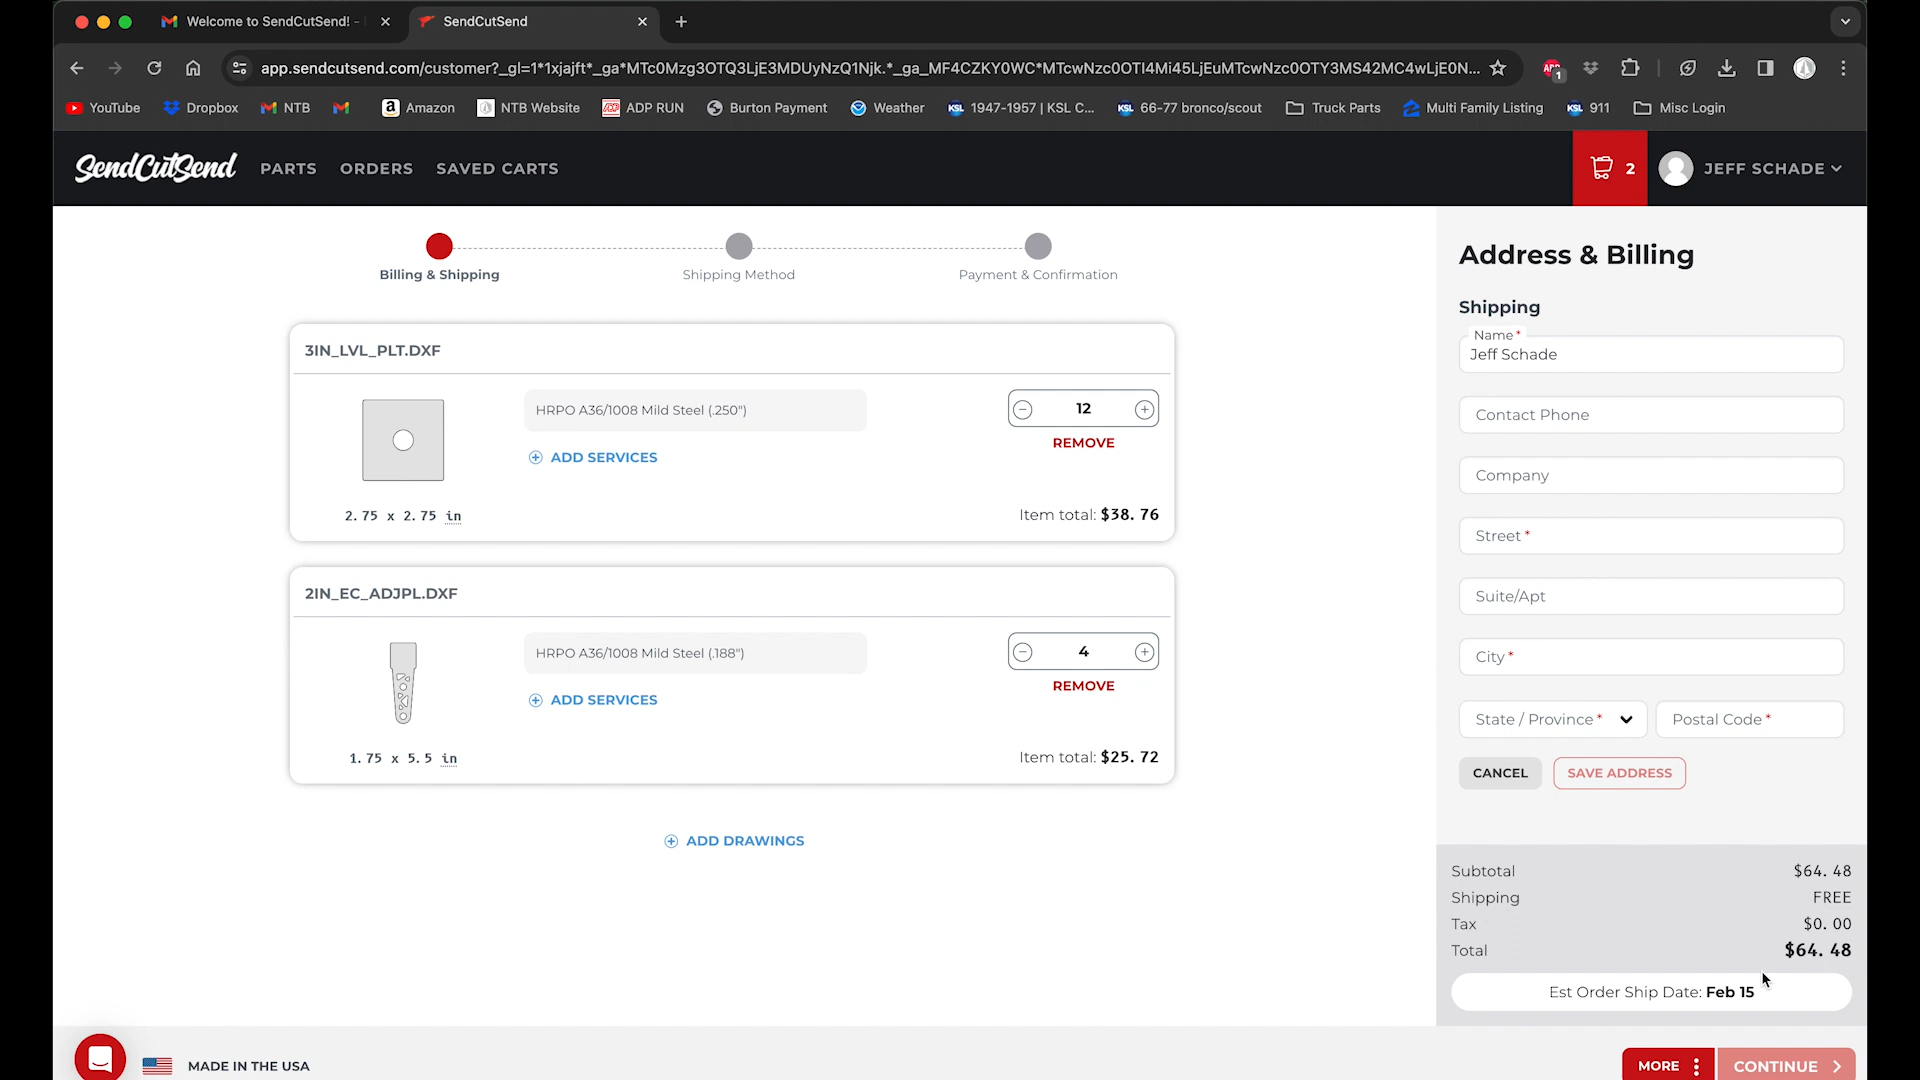 Welcome to SendCutSend! -
SendCutSend
app.sendcutsend.com/customer?_gl=1*1xjajft*_ga*MTc0Mzg3OTQ3LjE3MDUyNzQ1Njk.*_ga_MF4CZKY0WC*MTcwNzc0OTI4Mi45LjEuMTcwNzc0OTY3MS42MC4wLjE0N...
1
YouTube
Dropbox
NTB
Amazon
NTB Website
ADP RUN
Burton Payment
Weather
1947-1957 | KSL C...
66-77 bronco/scout
Truck Parts
Multi Family Listing
911
Misc Login
SendCutSend
PARTS
ORDERS
SAVED CARTS
2
JEFF SCHADE
Billing & Shipping
Shipping Method
Payment & Confirmation
3IN_LVL_PLT.DXF
HRPO A36/1008 Mild Steel (.250")
12
ADD SERVICES
REMOVE
2.75 x 2.75 in
Item total: $38.76
2IN_EC_ADJPL.DXF
HRPO A36/1008 Mild Steel (.188")
4
ADD SERVICES
REMOVE
1.75 x 5.5 in
Item total: $25.72
ADD DRAWINGS
Address & Billing
Shipping
Name*
Jeff Schade
Contact Phone
Company
Street*
Suite/Apt
City*
State / Province*
Postal Code*
CANCEL
SAVE ADDRESS
Subtotal $64.48
Shipping FREE
Tax $0.00
Total $64.48
Est Order Ship Date: Feb 15
MADE IN THE USA
MORE
CONTINUE